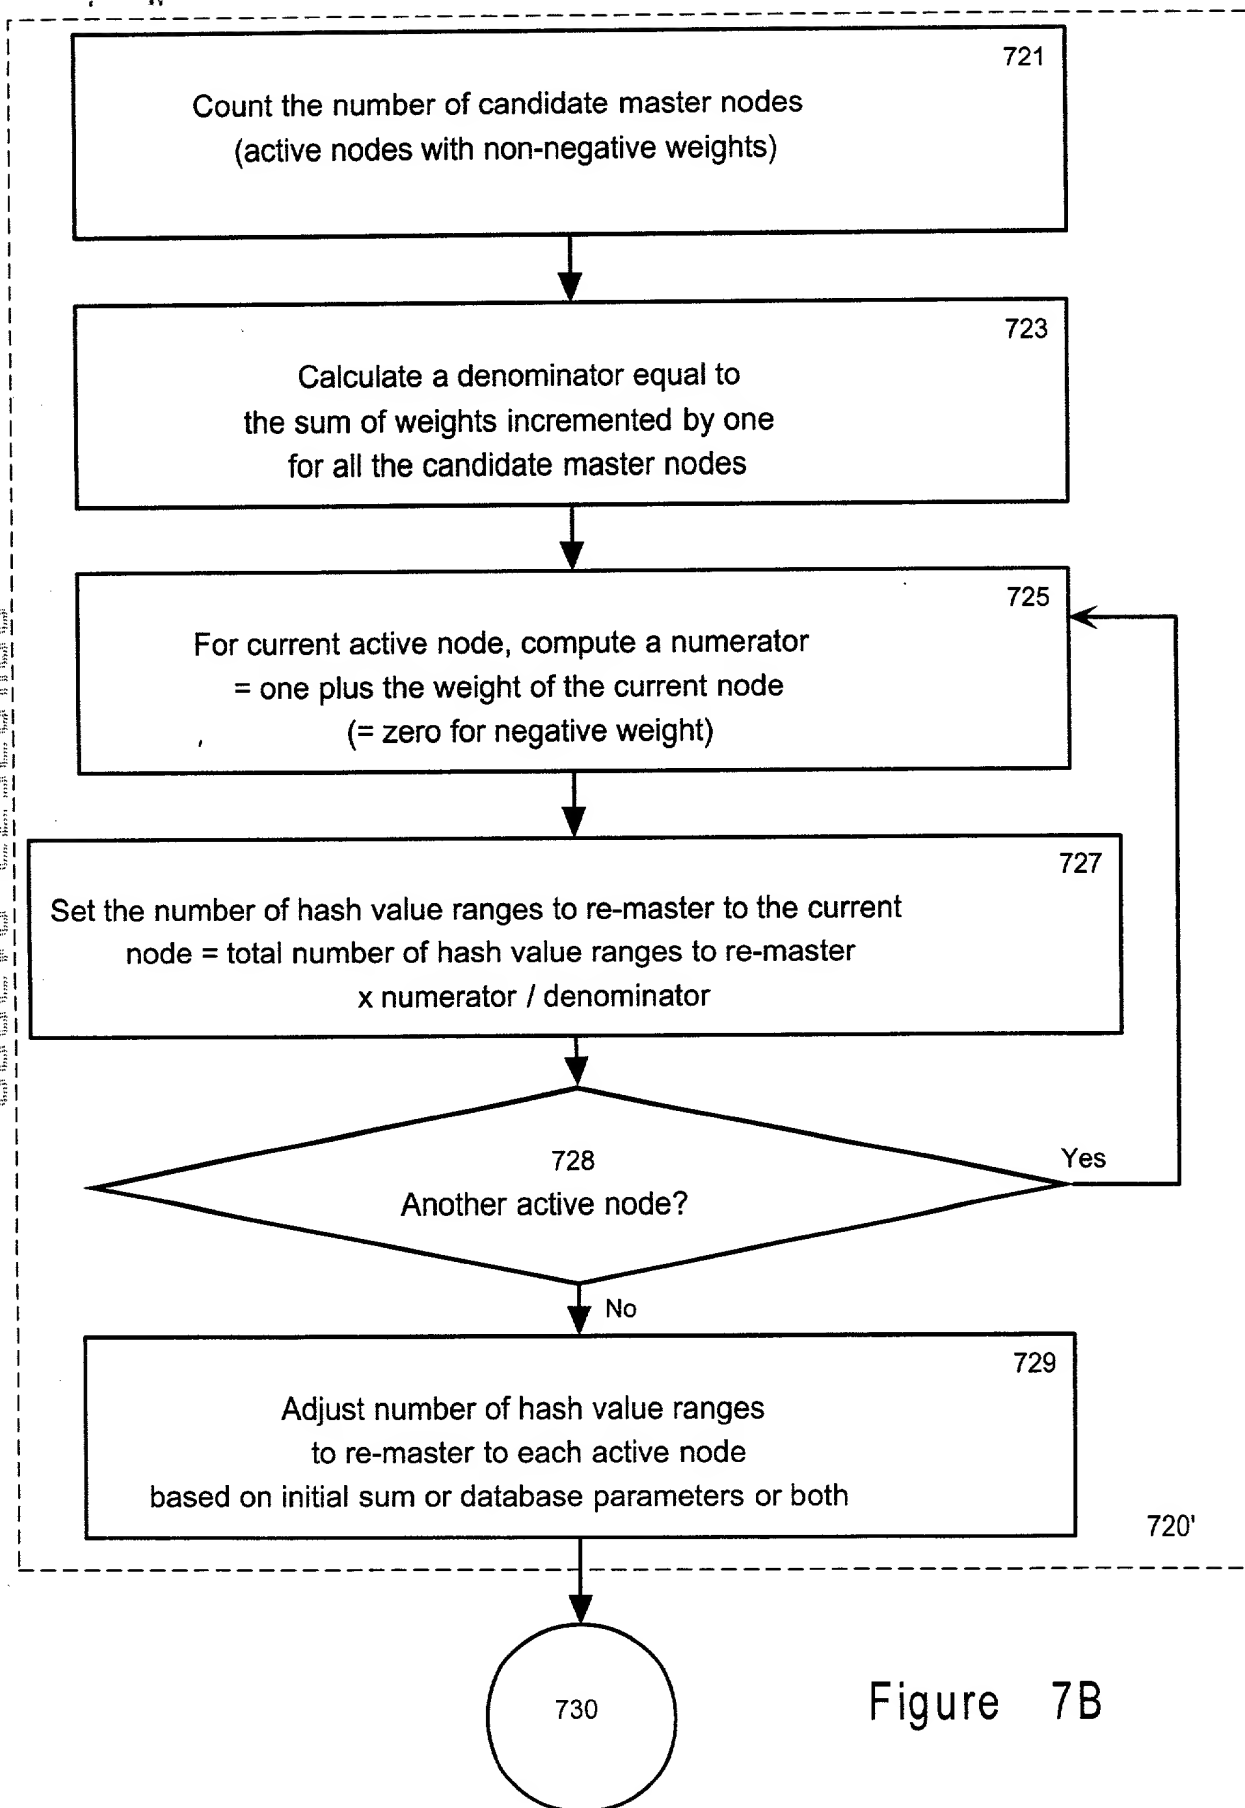 721
Count the number of candidate master nodes
(active nodes with non-negative weights)
723
Calculate a denominator equal to
the sum of weights incremented by one
for all the candidate master nodes
725
For current active node, compute a numerator
= one plus the weight of the current node
(= zero for negative weight)
727
Set the number of hash value ranges to re-master to the current
node = total number of hash value ranges to re-master
x numerator / denominator
728
Another active node?
Yes
No
729
Adjust number of hash value ranges
to re-master to each active node
based on initial sum or database parameters or both
720'
730
Figure 7B